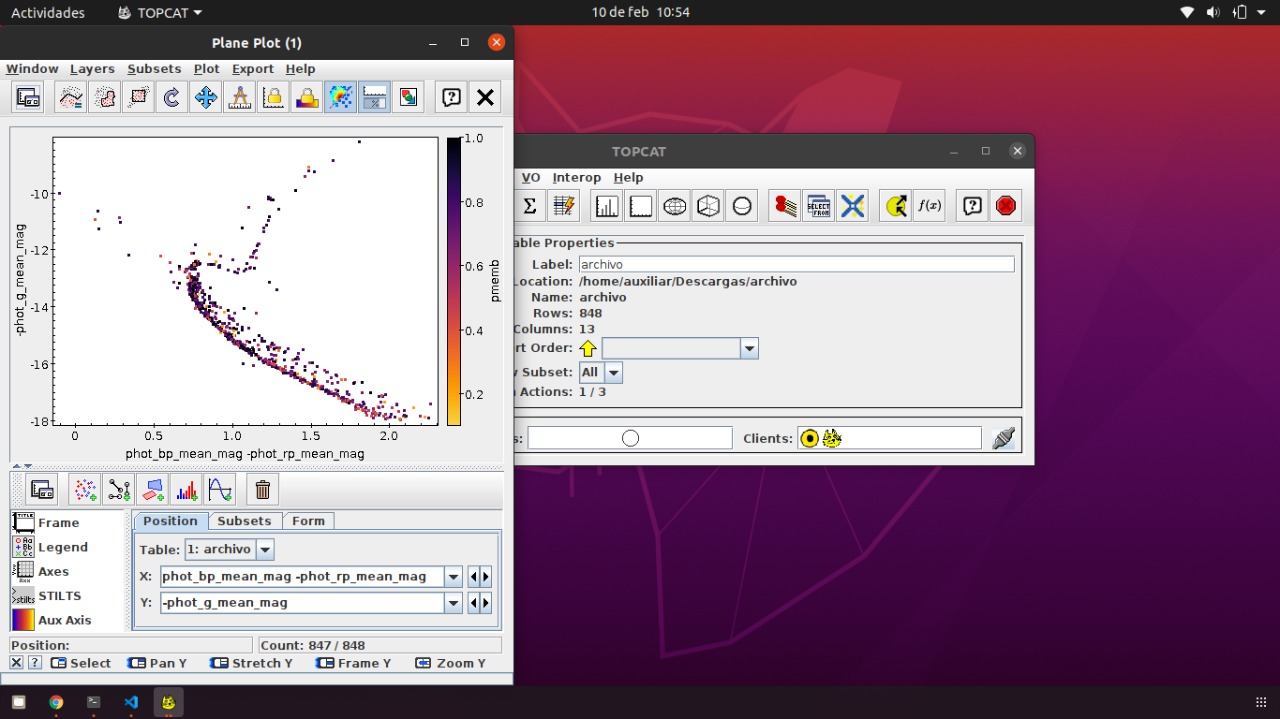 Actividades TOPCAT 10 de feb 10:54
Plane Plot (1)
Window Layers Subsets Plot Export Help
-10
-12
-14
-16
-18
-phot_g_mean_mag
0 0.5 1.0 1.5 2.0
phot_bp_mean_mag -phot_rp_mean_mag
1.0
0.8
0.6
0.4
0.2
pmemb
Frame
Legend
Axes
STILTS
Aux Axis
Position Subsets Form
Table: 1: archivo
X: phot_bp_mean_mag -phot_rp_mean_mag
Y: -phot_g_mean_mag
Position: Count: 847 / 848
Select Pan Y Stretch Y Frame Y Zoom Y
TOPCAT
VO Interop Help
Σ SELECT FROM f(x)
able Properties
Label: archivo
Location: /home/auxiliar/Descargas/archivo
Name: archivo
Rows: 848
Columns: 13
rt Order:
Subset: All
Actions: 1 / 3
s: Clients: